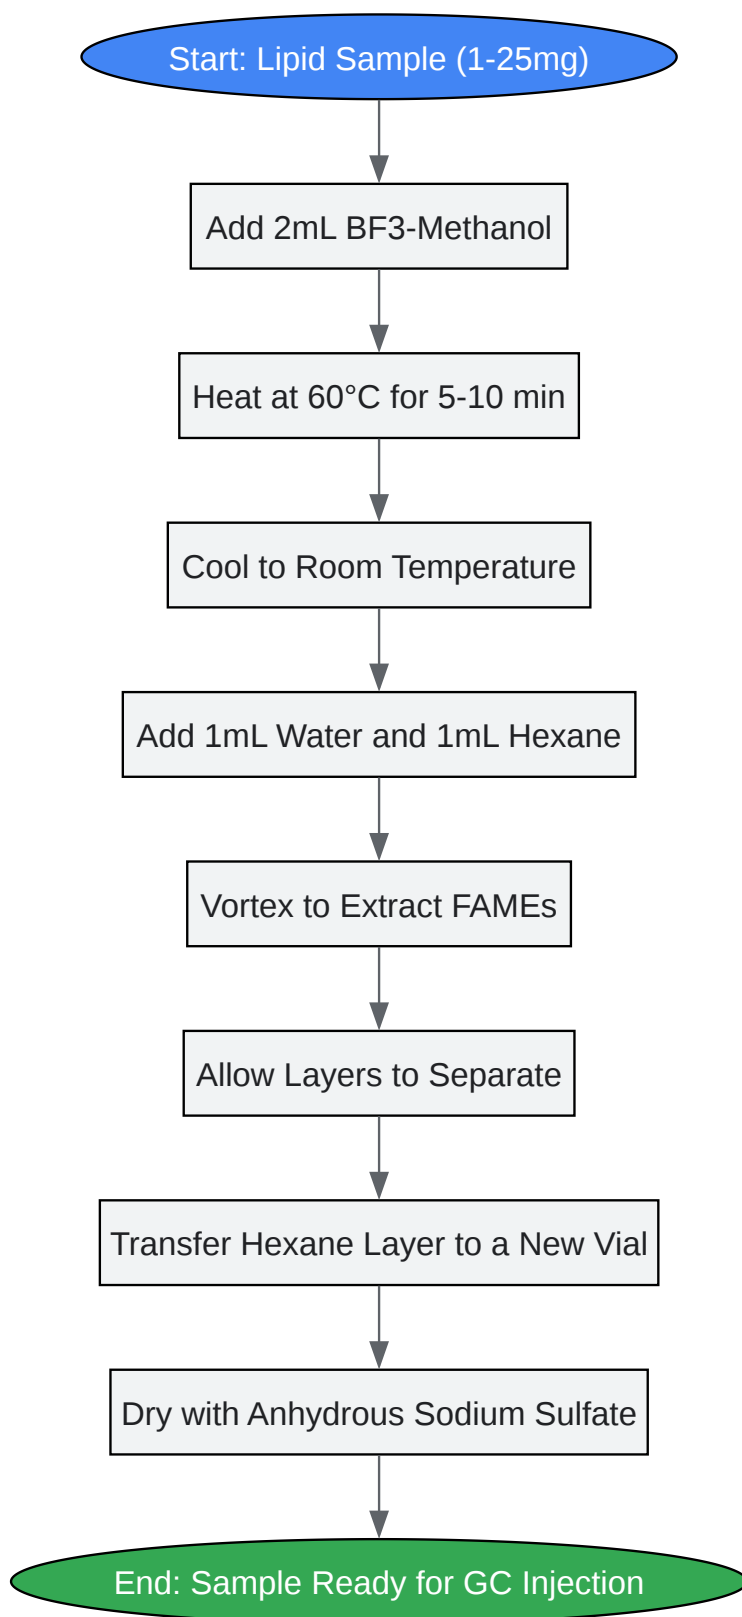 Start: Lipid Sample (1-25mg)
Add 2mL BF3-Methanol
Heat at 60°C for 5-10 min
Cool to Room Temperature
Add 1mL Water and 1mL Hexane
Vortex to Extract FAMEs
Allow Layers to Separate
Transfer Hexane Layer to a New Vial
Dry with Anhydrous Sodium Sulfate
End: Sample Ready for GC Injection